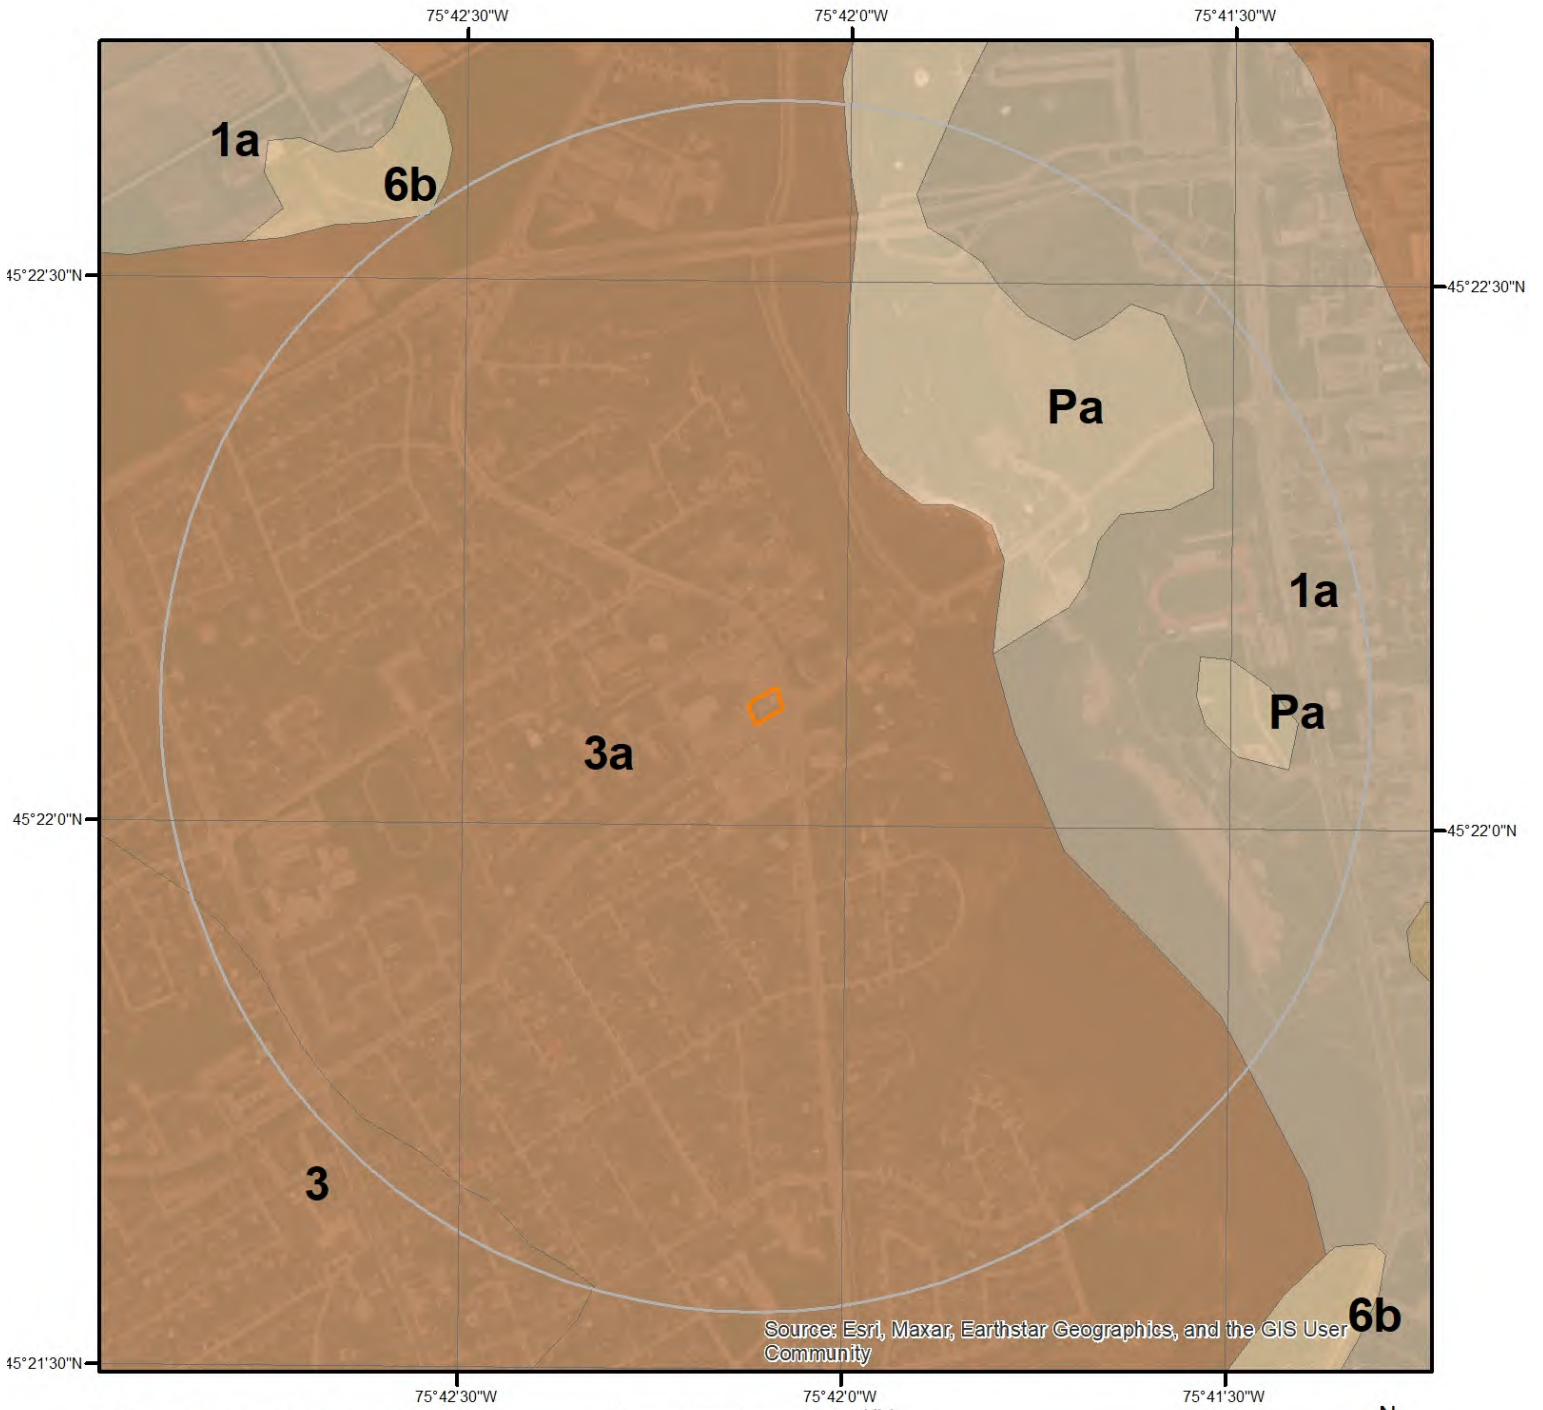 75°42'30"W 75°42'0"W 75°41'30"W
1a
6b
45°22'30"N
45°22'30"N
Pa
1a
Pa
3a
45°22'0"N
45°22'0"N
3
6b
Source: Esri, Maxar, Earthstar Geographics, and the GIS User
Community
45°21'30"N
75°42'30"W 75°42'0"W 75°41'30"W
N